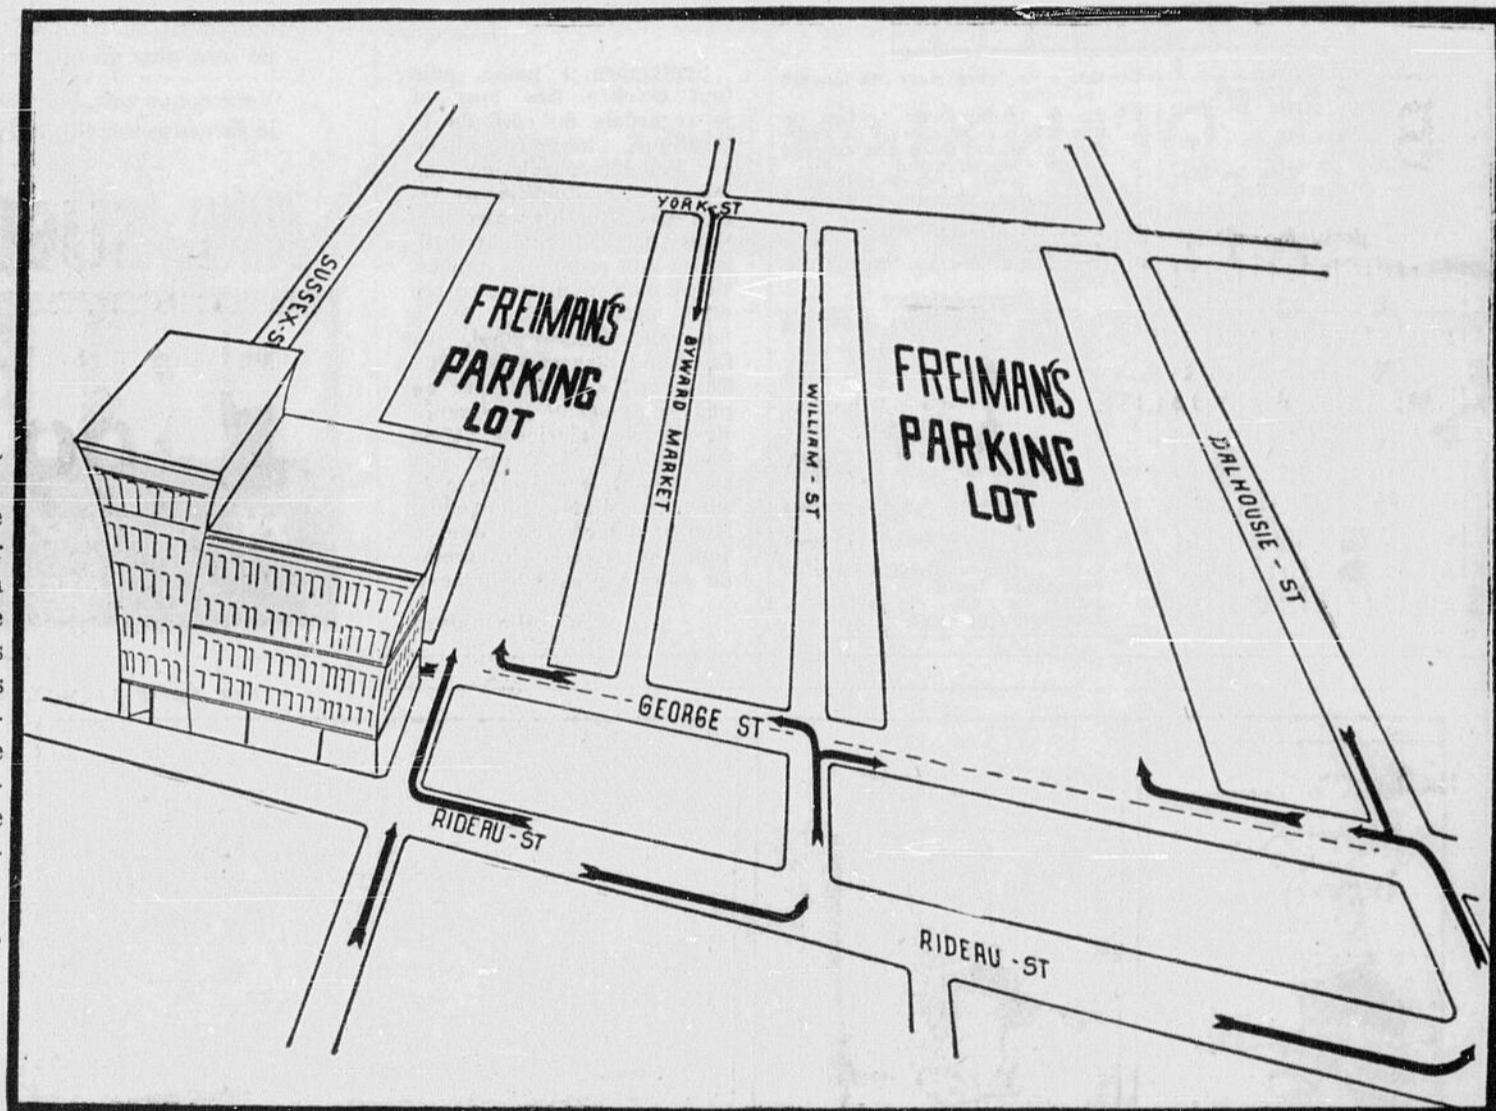 YORK-ST
SUSSEX-S
FREIMAN'S
PARKING
LOT
BYWARD MARKET
WILLIAM-ST
FREIMAN'S
PARKING
LOT
DALHOUSIE-ST
GEORGE ST
RIDEAU-ST
RIDEAU-ST